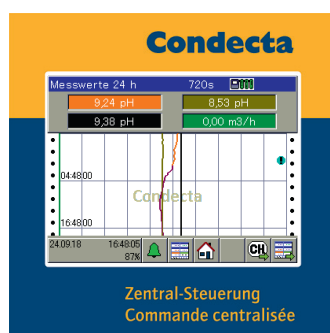 Condecta
Messwerte 24 h 720s
9,24 pH 8,53 pH
9,38 pH 0,00 m3/h
04:48:00
Condecta
16:48:00
24.09.18 16:48:05
87% CH
Zentral-Steuerung
Commande centralisée